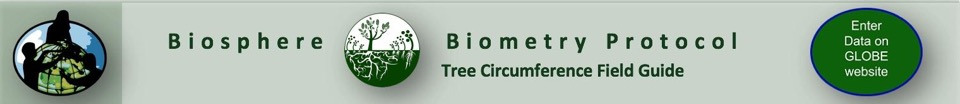 Biosphere Biometry Protocol
Tree Circumference Field Guide
Enter
Data on
GLOBE
website